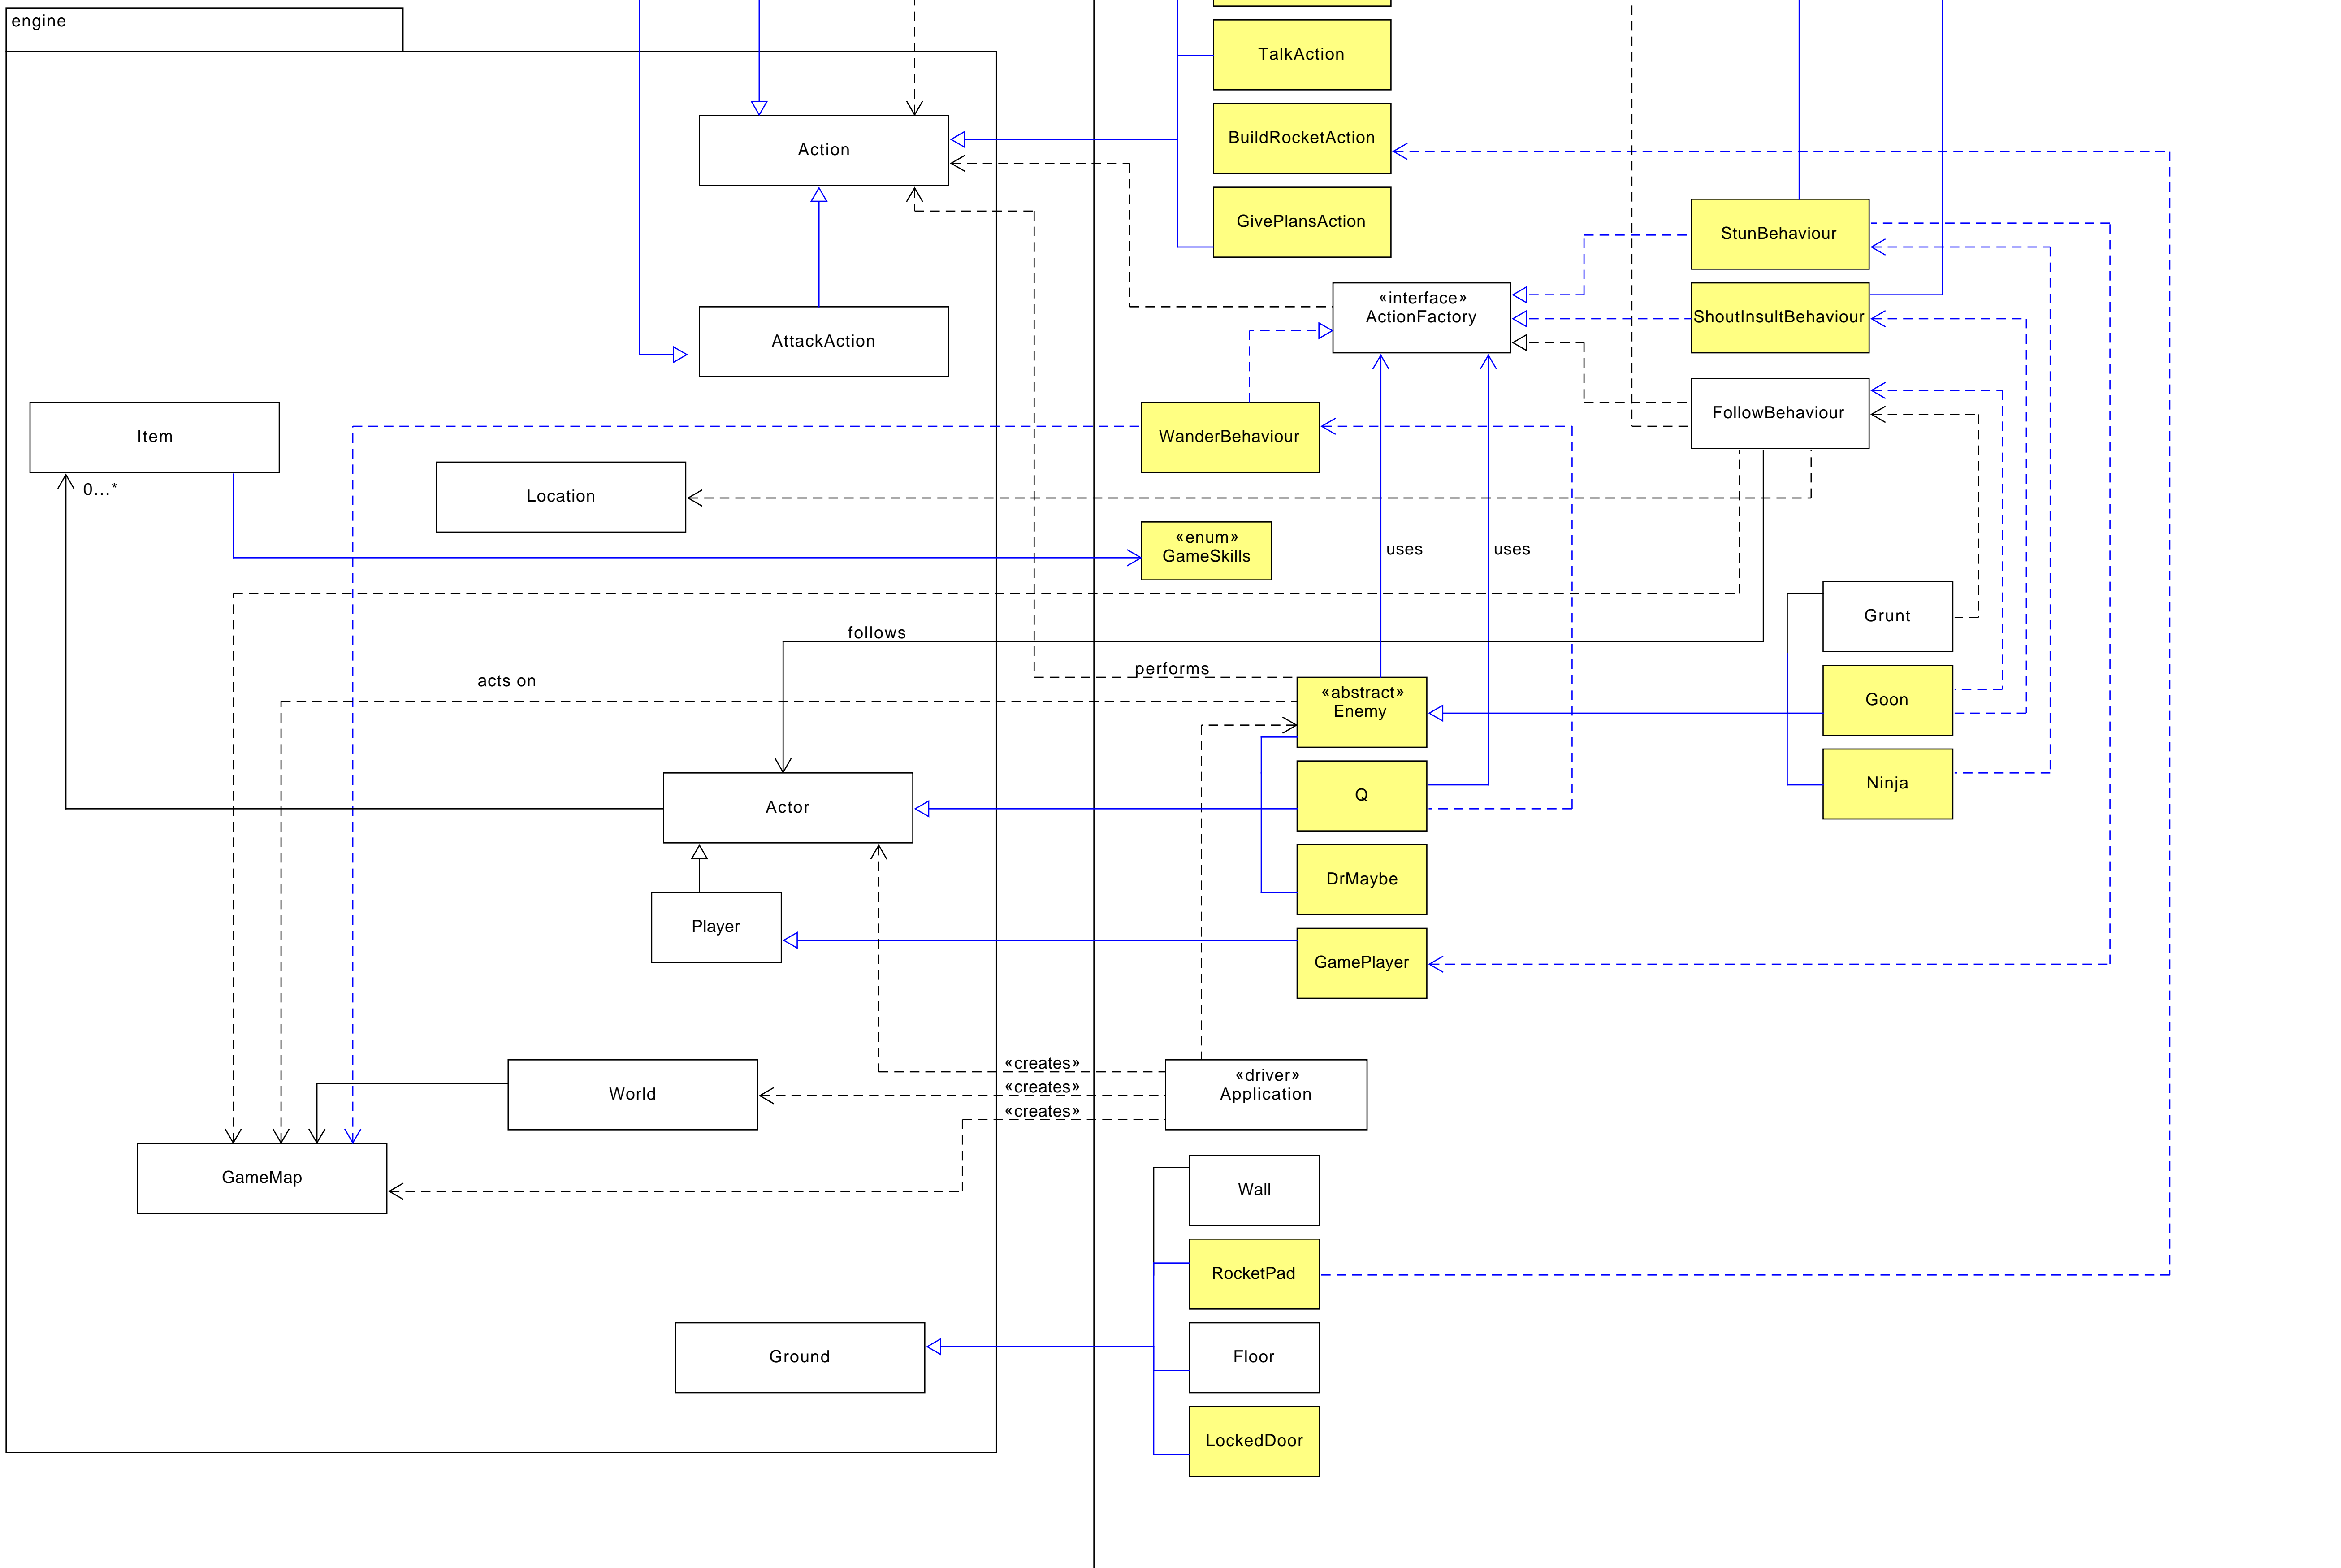 engine
TalkAction
BuildRocketAction
GivePlansAction
Action
AttackAction
«interface»
ActionFactory
StunBehaviour
ShoutInsultBehaviour
FollowBehaviour
Item
0...*
Location
WanderBehaviour
«enum»
GameSkills
uses
uses
follows
performs
acts on
Grunt
Goon
Ninja
«abstract»
Enemy
Q
DrMaybe
GamePlayer
Actor
Player
World
GameMap
«creates»
«creates»
«creates»
«driver»
Application
Wall
RocketPad
Floor
LockedDoor
Ground